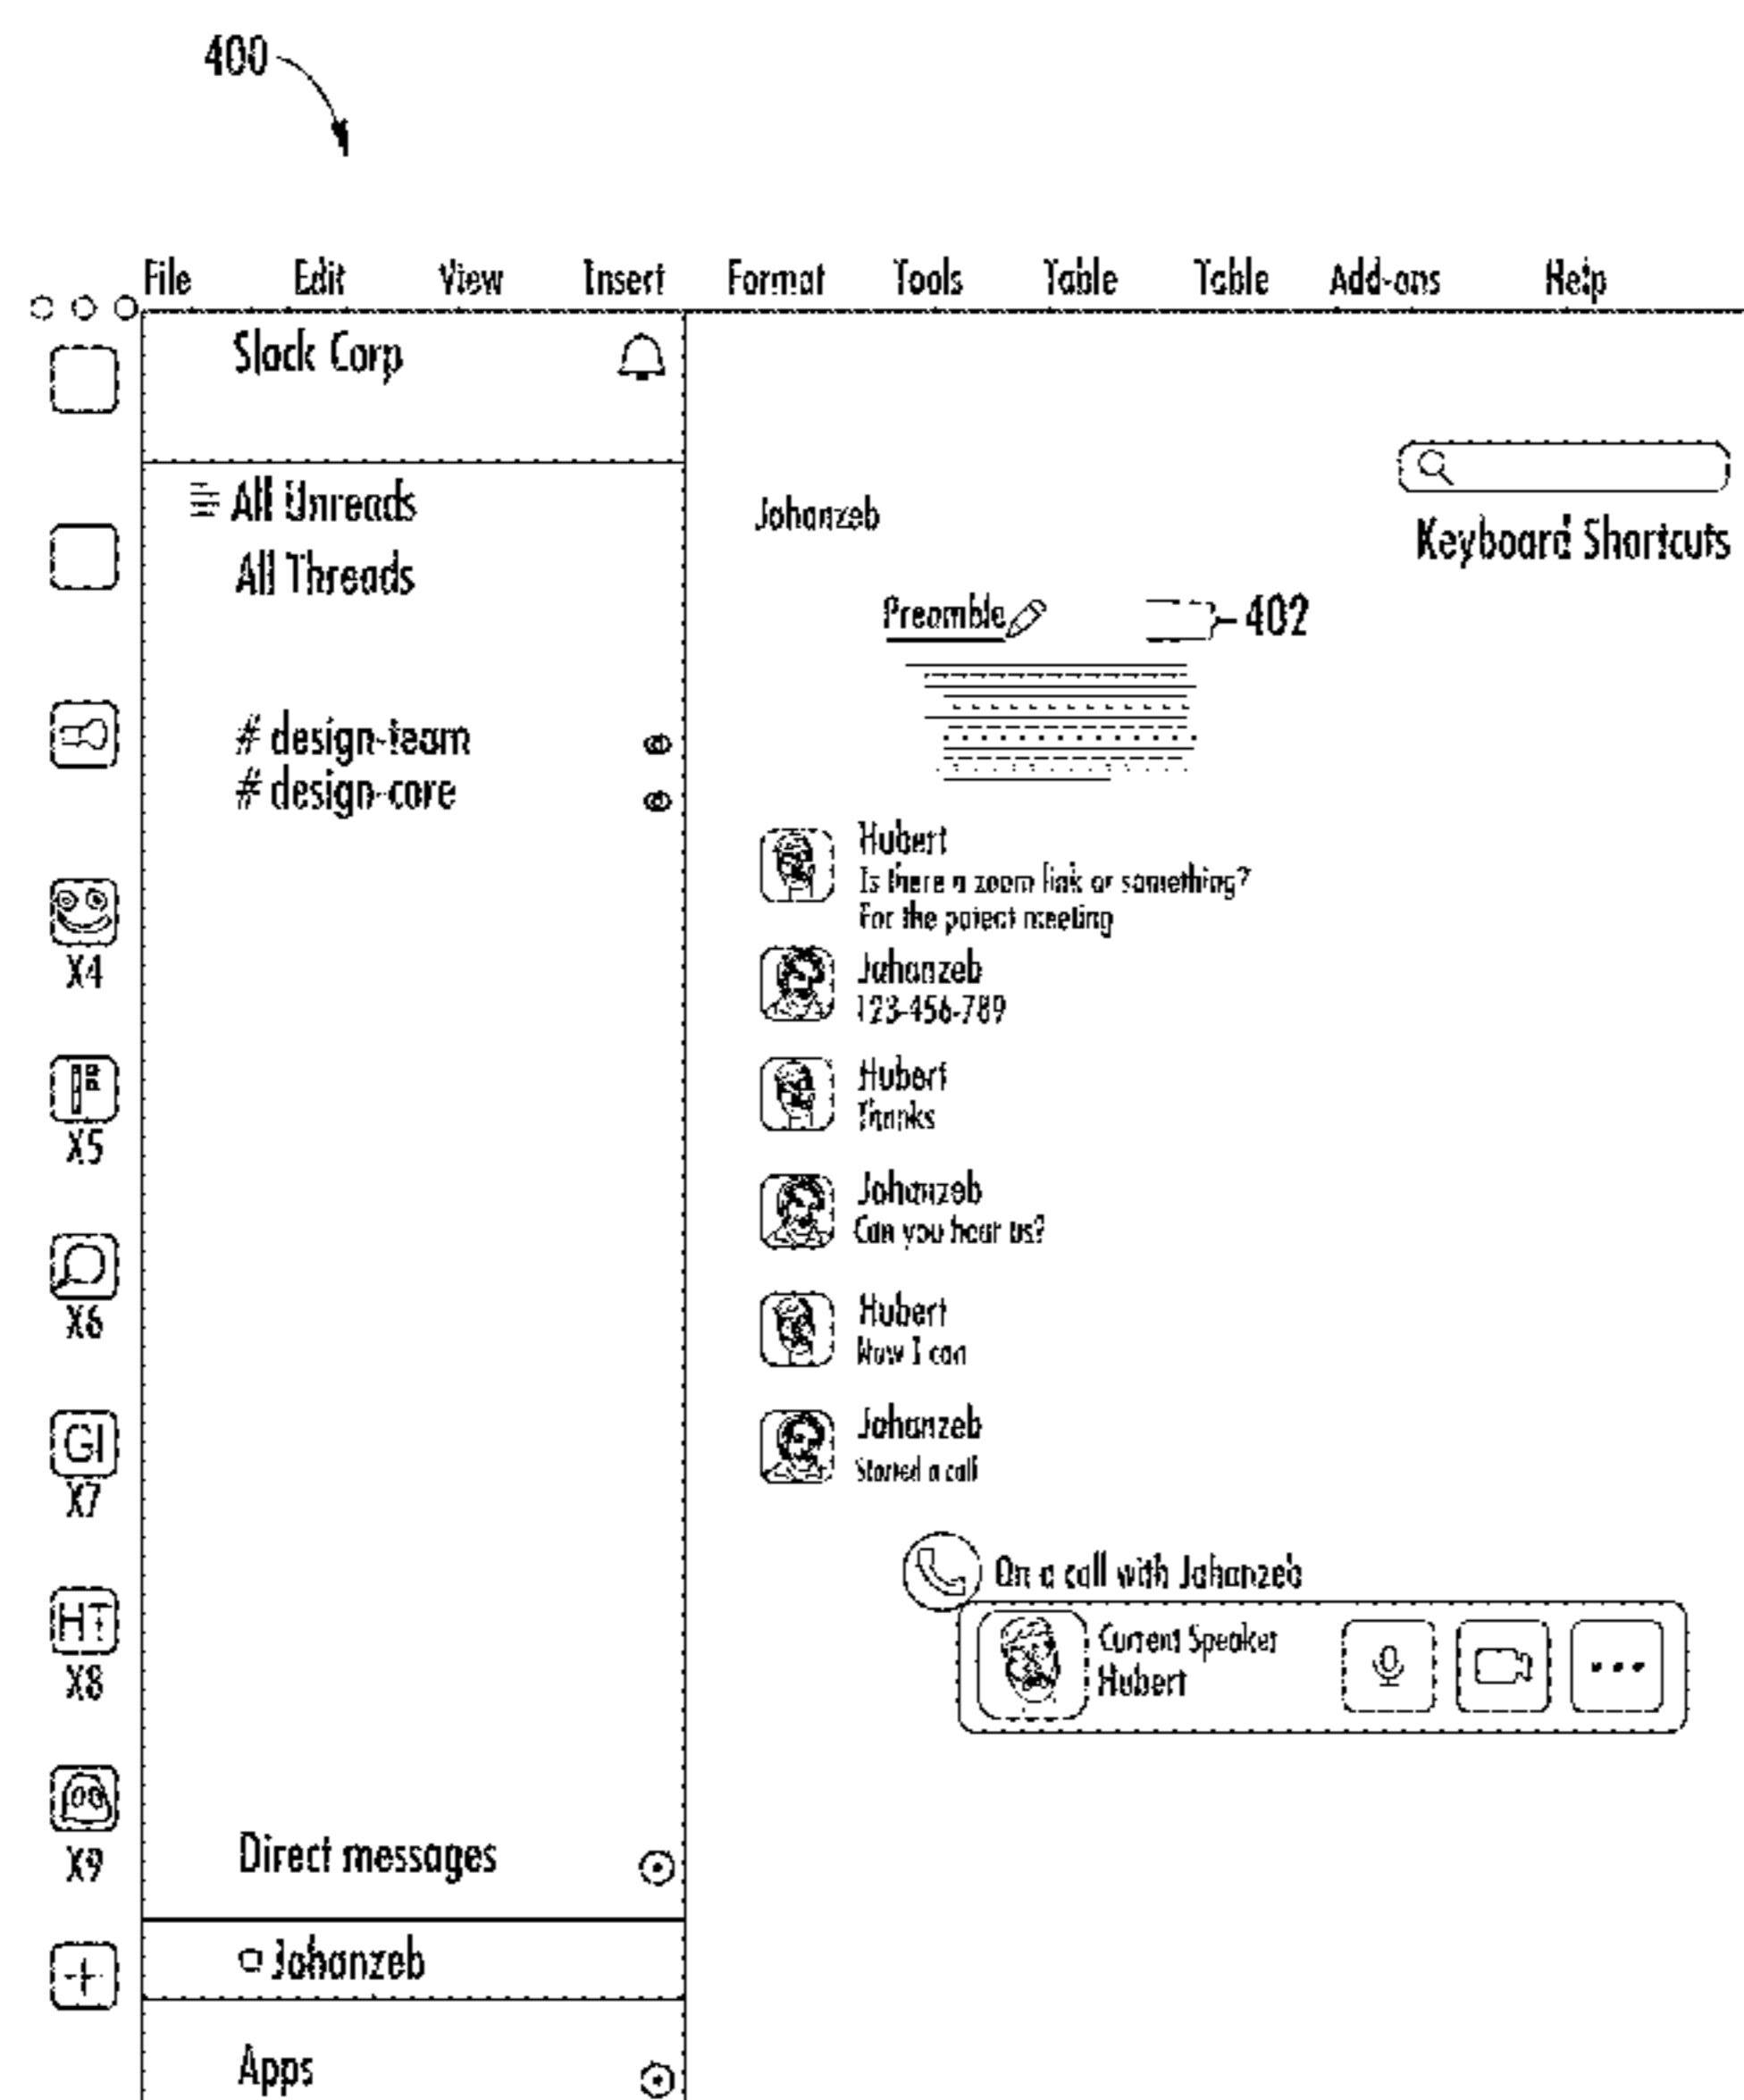 400
File Edit View Insert Format Tools Table Table Add-ons Help
Slack Corp
All Unreads
All Threads
# design-team
# design-core
X4
X5
X6
GI
X7
HT
X8
X9
Direct messages
Johanzeb
Apps
Keyboard Shortcuts
Johanzeb
Preamble
402
Hubert
Is there a zoom link or something?
For the poject meeting
Johanzeb
123-456-789
Hubert
Thanks
Johanzeb
Can you hear us?
Hubert
Now I can
Johanzeb
Started a call
On a call with Johanzeb
Current Speaker
Hubert